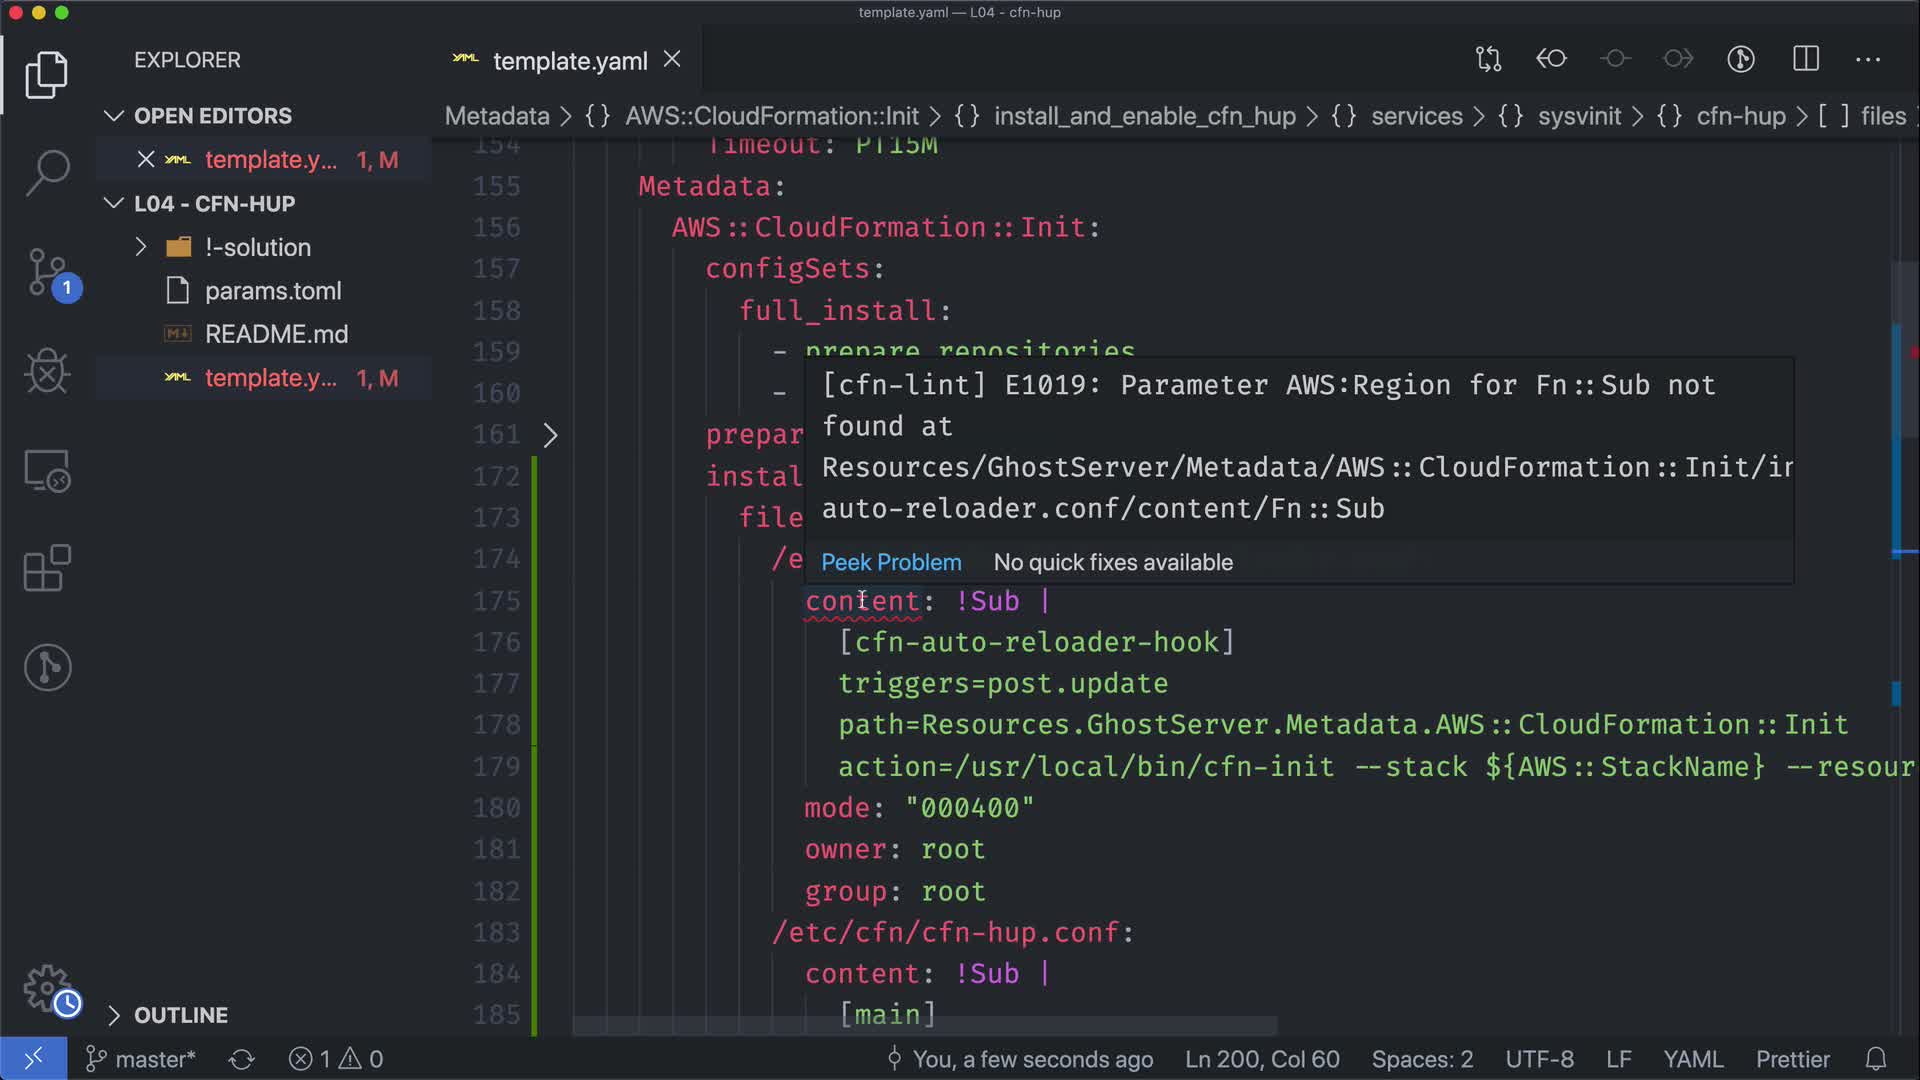 template.yaml — L04 - cfn-hup
EXPLORER
template.yaml
OPEN EDITORS
template.y... 1, M
L04 - CFN-HUP
!-solution
params.toml
README.md
template.y... 1, M
OUTLINE
1
Metadata > {} AWS::CloudFormation::Init > {} install_and_enable_cfn_hup > {} services > {} sysvinit > {} cfn-hup > [ ] files
154 Timeout: PT15M
155 Metadata:
156 AWS::CloudFormation::Init:
157 configSets:
158 full_install:
159 - prepare_repositories
160 -
161 prepar
172 instal
173 file
174 /e
[cfn-lint] E1019: Parameter AWS:Region for Fn::Sub not
found at
Resources/GhostServer/Metadata/AWS::CloudFormation::Init/in
auto-reloader.conf/content/Fn::Sub
Peek Problem No quick fixes available
175 content: !Sub |
176 [cfn-auto-reloader-hook]
177 triggers=post.update
178 path=Resources.GhostServer.Metadata.AWS::CloudFormation::Init
179 action=/usr/local/bin/cfn-init --stack ${AWS::StackName} --resour
180 mode: "000400"
181 owner: root
182 group: root
183 /etc/cfn/cfn-hup.conf:
184 content: !Sub |
185 [main]
master* 1 0 You, a few seconds ago Ln 200, Col 60 Spaces: 2 UTF-8 LF YAML Prettier